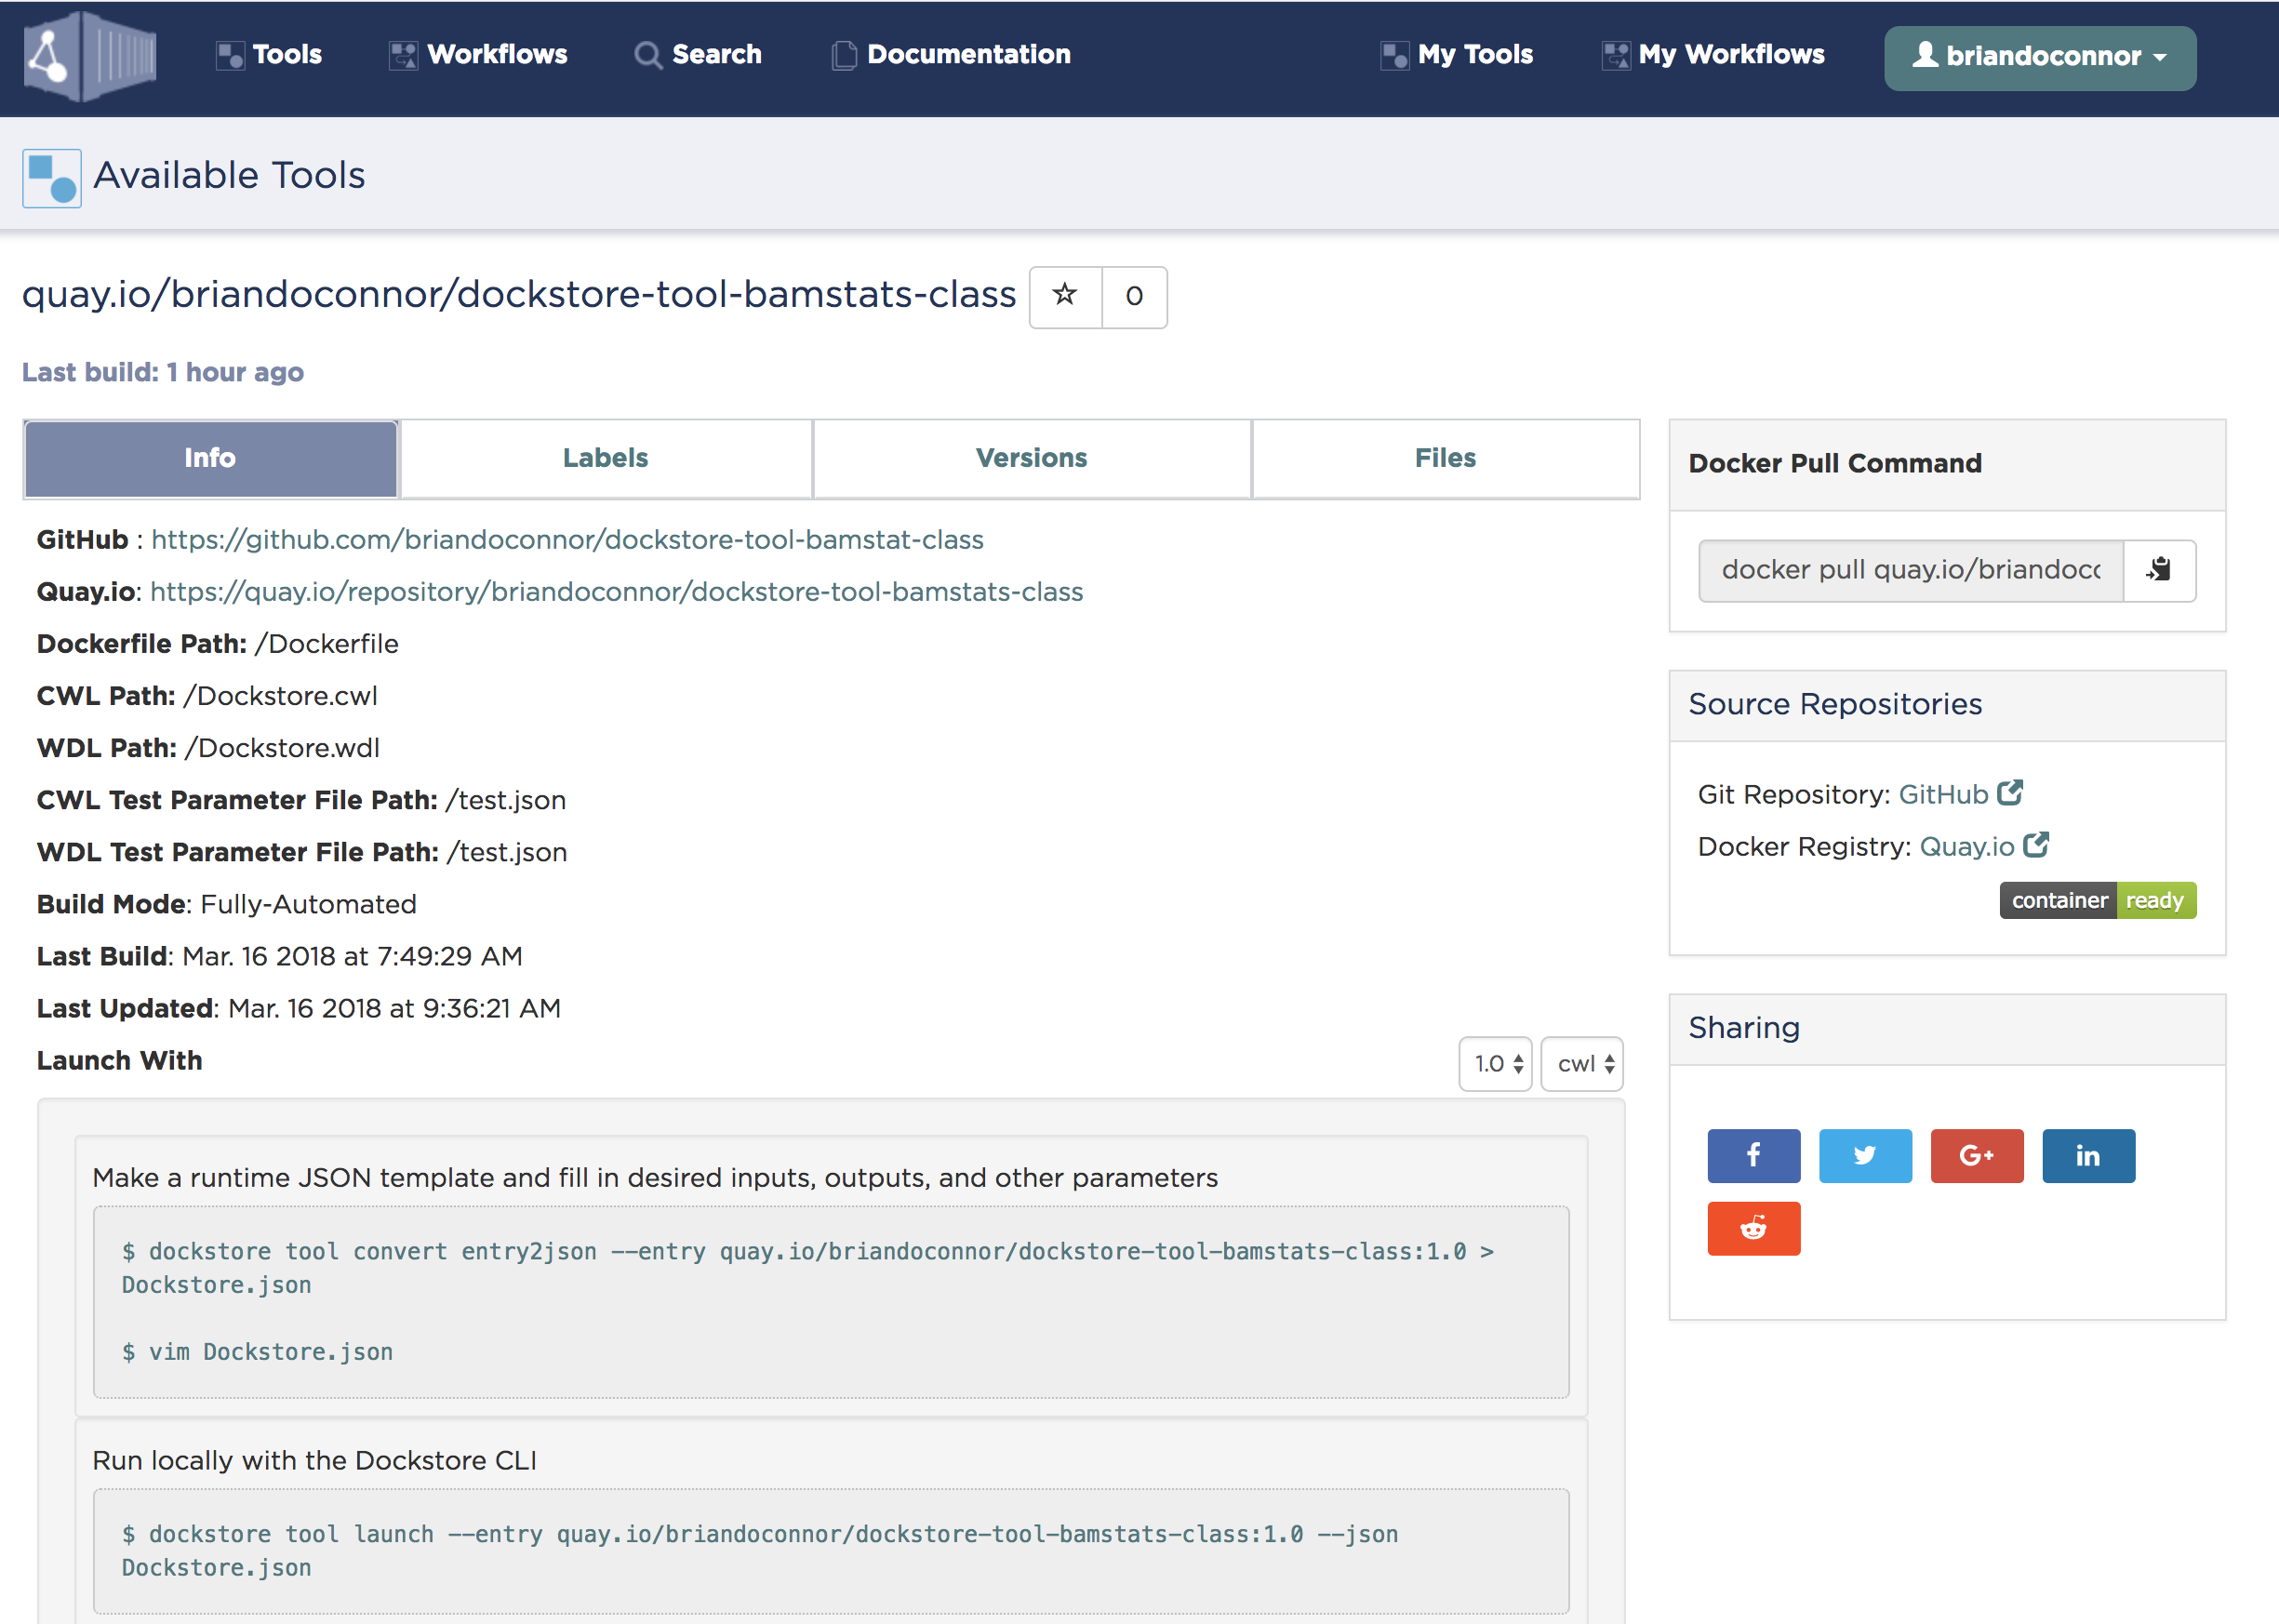 Tools
Workflows
Search
Documentation
My Tools
My Workflows
briandoconnor
Available Tools
quay.io/briandoconnor/dockstore-tool-bamstats-class
0
Last build: 1 hour ago
Info
Labels
Versions
Files
GitHub : https://github.com/briandoconnor/dockstore-tool-bamstat-class
Quay.io: https://quay.io/repository/briandoconnor/dockstore-tool-bamstats-class
Dockerfile Path: /Dockerfile
CWL Path: /Dockstore.cwl
WDL Path: /Dockstore.wdl
CWL Test Parameter File Path: /test.json
WDL Test Parameter File Path: /test.json
Build Mode: Fully-Automated
Last Build: Mar. 16 2018 at 7:49:29 AM
Last Updated: Mar. 16 2018 at 9:36:21 AM
Launch With
1.0
cwl
Make a runtime JSON template and fill in desired inputs, outputs, and other parameters
$ dockstore tool convert entry2json --entry quay.io/briandoconnor/dockstore-tool-bamstats-class:1.0 >
Dockstore.json
$ vim Dockstore.json
Run locally with the Dockstore CLI
$ dockstore tool launch --entry quay.io/briandoconnor/dockstore-tool-bamstats-class:1.0 --json
Dockstore.json
Docker Pull Command
docker pull quay.io/briandoc
Source Repositories
Git Repository: GitHub
Docker Registry: Quay.io
container ready
Sharing
f
G+
in